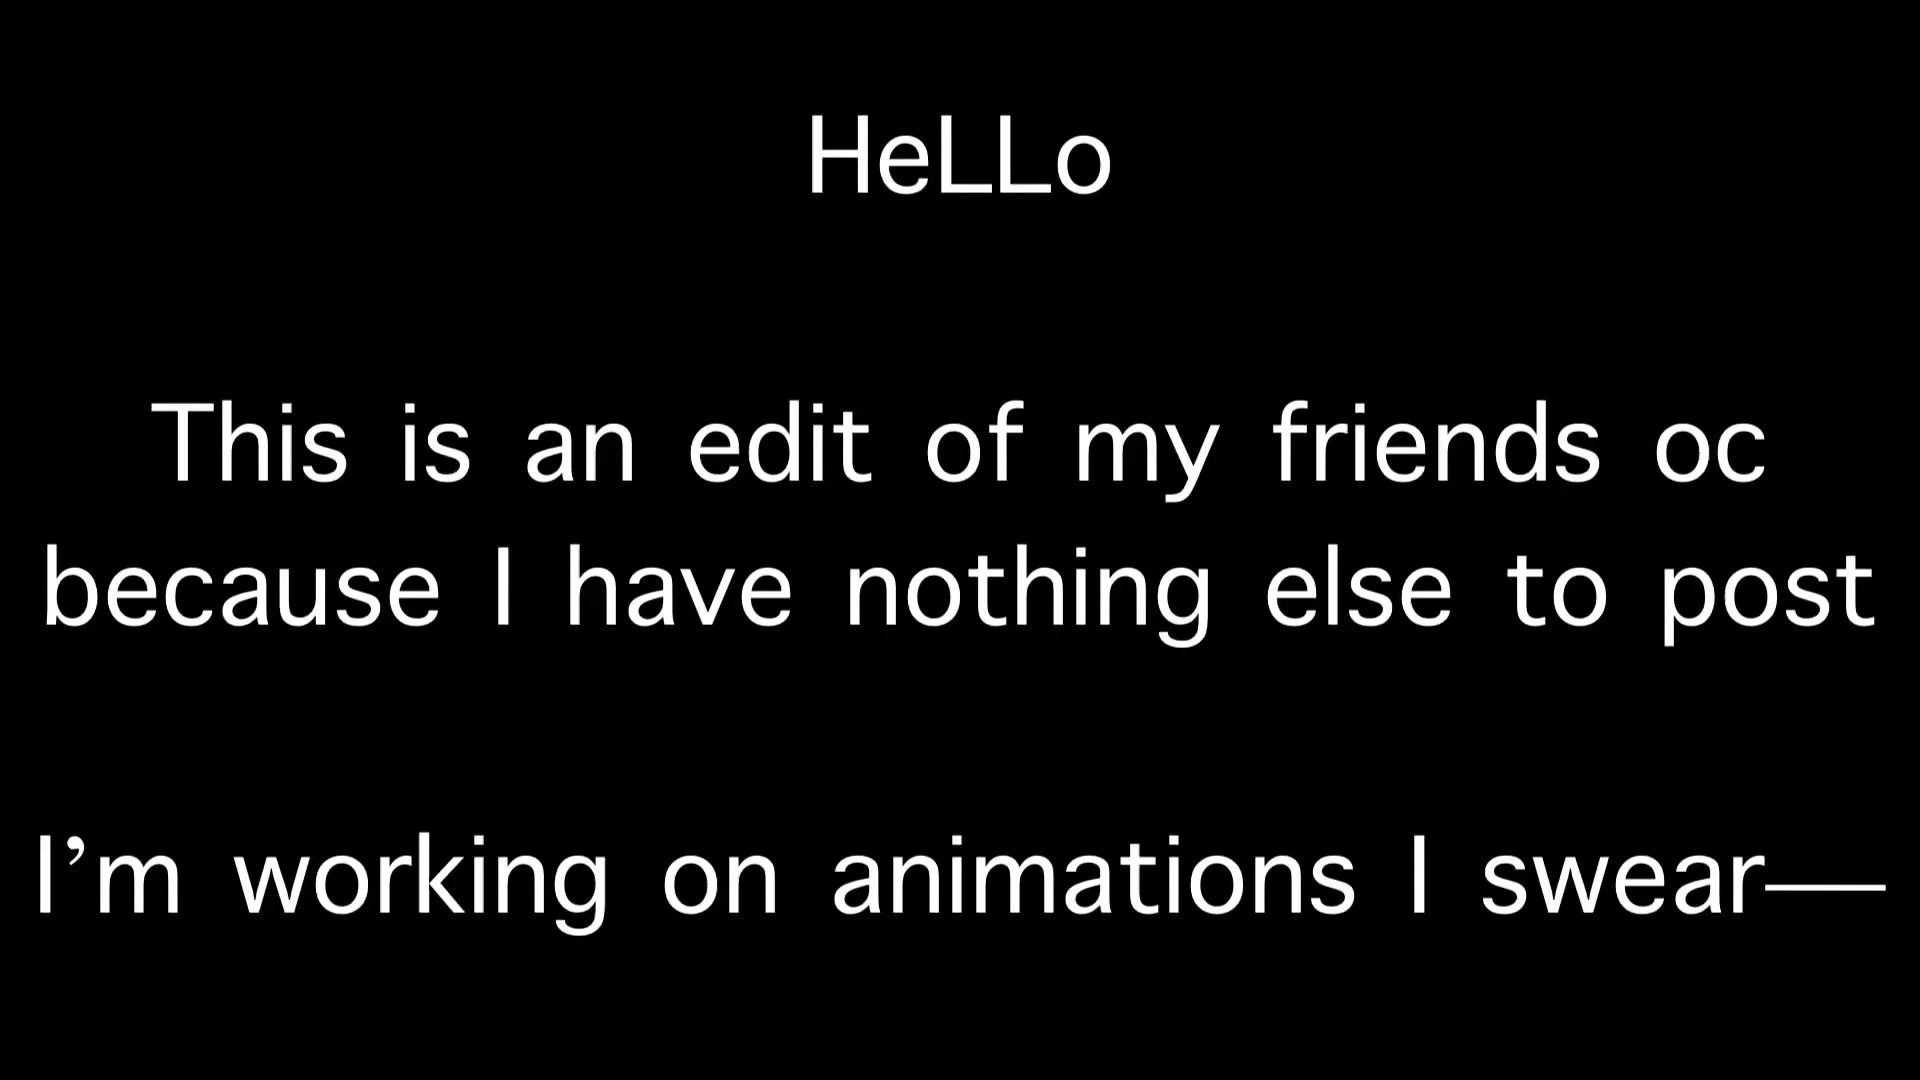 HeLLo
This is an edit of my friends oc
because I have nothing else to post
I’m working on animations I swear—